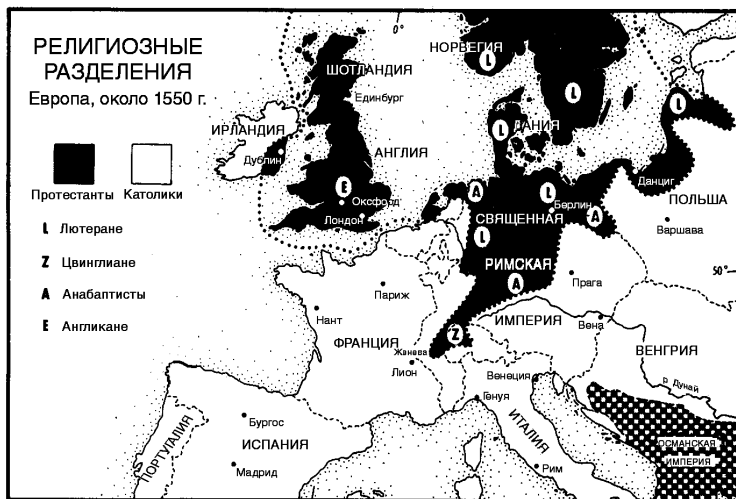 РЕЛИГИОЗНЫЕ
РАЗДЕЛЕНИЯ
Европа, около 1550 г.
Протестанты Католики
L Лютеране
Z Цвинглиане
A Анабаптисты
E Англикане
0°
НОРВЕГИЯ
L
ШОТЛАНДИЯ
Единбург
L
L
ИРЛАНДИЯ
L
ДАНИЯ
Дублин
АНГЛИЯ
Данциг
ПОЛЬША
E
Оксфорд
Лондон
A
L
Берлин
A
СВЯЩЕННАЯ
Варшава
L
РИМСКАЯ
A
Прага
50°
Париж
Нант
ИМПЕРИЯ
Вена
ФРАНЦИЯ
Z
Женева
Лион
ВЕНГРИЯ
Венеция
р. Дунай
Генуя
ПОРТУГАЛИЯ
Бургос
ИСПАНИЯ
Мадрид
ИТАЛИЯ
Рим
ОСМАНСКАЯ
ИМПЕРИЯ